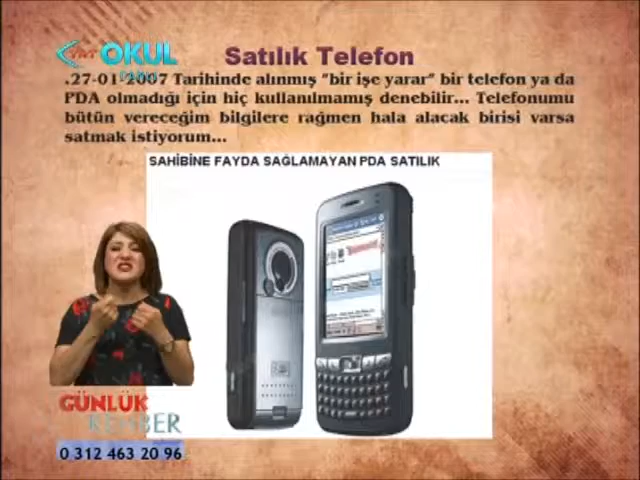 OKUL
Satılık Telefon
.27-01-2007 Tarihinde alınmış "bir işe yarar" bir telefon ya da
PDA olmadığı için hiç kullanılmamış denebilir... Telefonumu
bütün vereceğim bilgilere rağmen hala alacak birisi varsa
satmak istiyorum...
SAHİBİNE FAYDA SAĞLAMAYAN PDA SATILIK
GÜNLÜK
REHBER
0 312 463 20 96